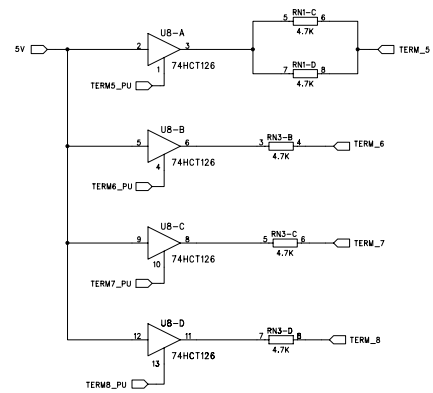 U8-A
RN1-C
5 6
4.7K
5V
2 3
TERM_5
1
74HCT126
RN1-D
7 8
4.7K
TERM5_PU
U8-B
5 6
RN3-B
3 4
TERM_6
4
74HCT126
4.7K
TERM6_PU
U8-C
9 8
RN3-C
5 6
TERM_7
10
74HCT126
4.7K
TERM7_PU
U8-D
12 11
RN3-D
7 8
TERM_8
13
74HCT126
4.7K
TERM8_PU